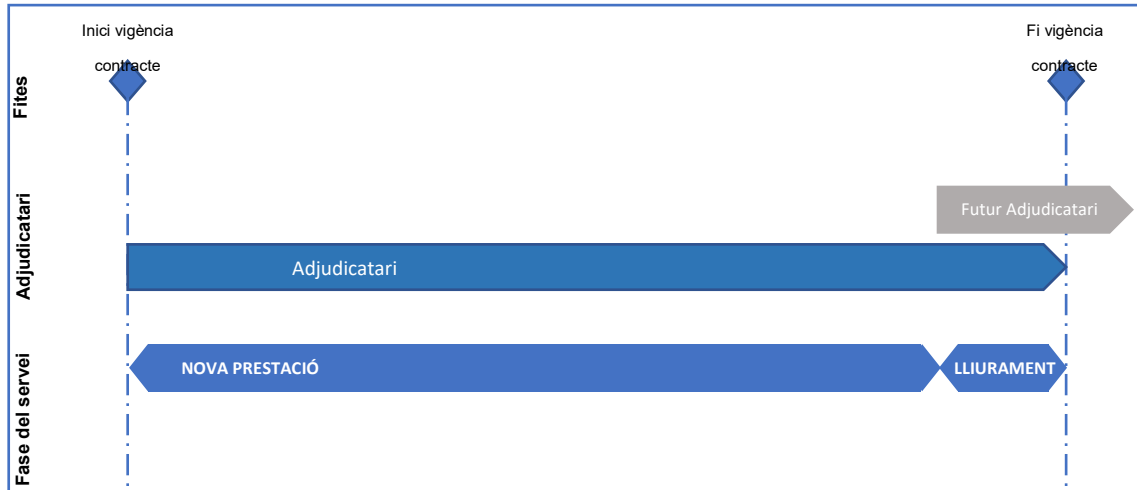 Inici vigència
contracte
Fi vigència
contracte
Fites
Futur Adjudicatari
Adjudicatari
Adjudicatari
NOVA PRESTACIÓ
LLIURAMENT
Fase del servei